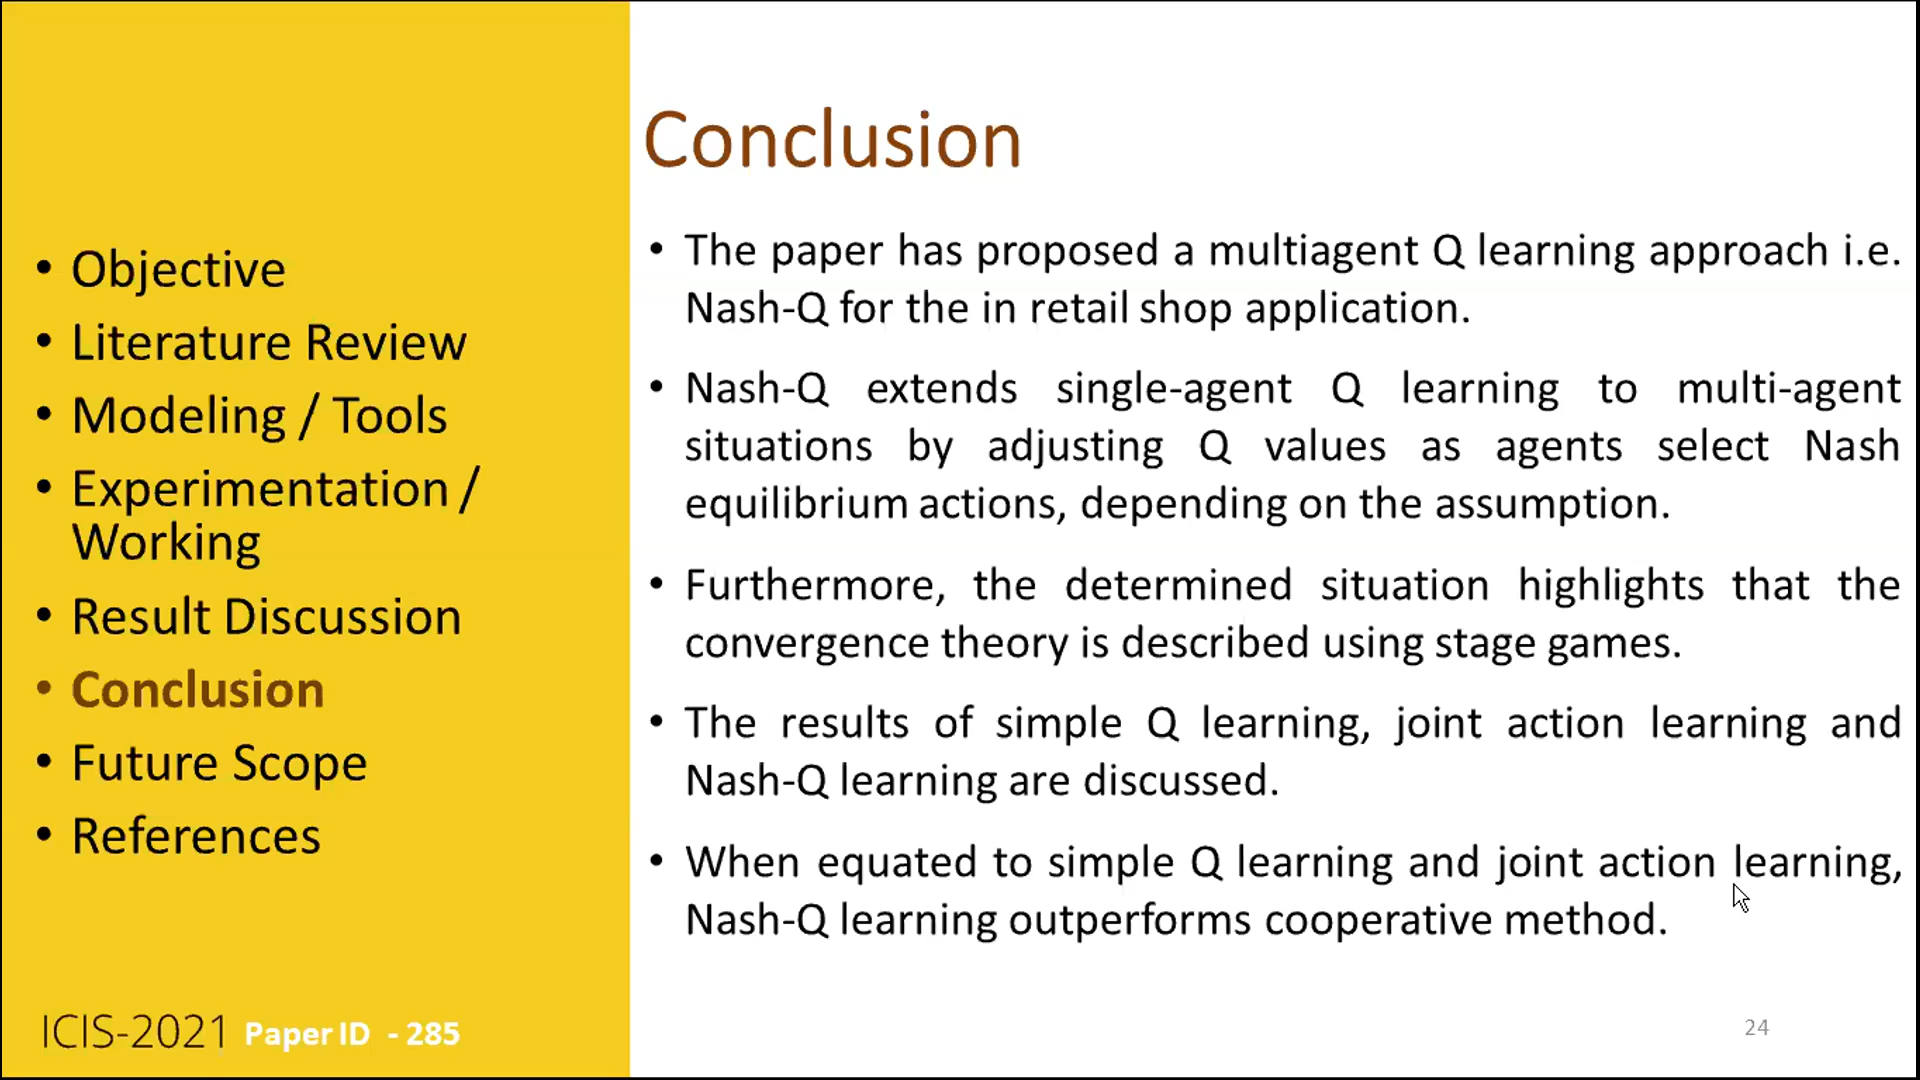 • Objective
• Literature Review
• Modeling / Tools
• Experimentation /
Working
• Result Discussion
• Conclusion
• Future Scope
• References
ICIS-2021 Paper ID - 285
Conclusion
• The paper has proposed a multiagent Q learning approach i.e.
Nash-Q for the in retail shop application.
• Nash-Q extends single-agent Q learning to multi-agent
situations by adjusting Q values as agents select Nash
equilibrium actions, depending on the assumption.
• Furthermore, the determined situation highlights that the
convergence theory is described using stage games.
• The results of simple Q learning, joint action learning and
Nash-Q learning are discussed.
• When equated to simple Q learning and joint action learning,
Nash-Q learning outperforms cooperative method.
24